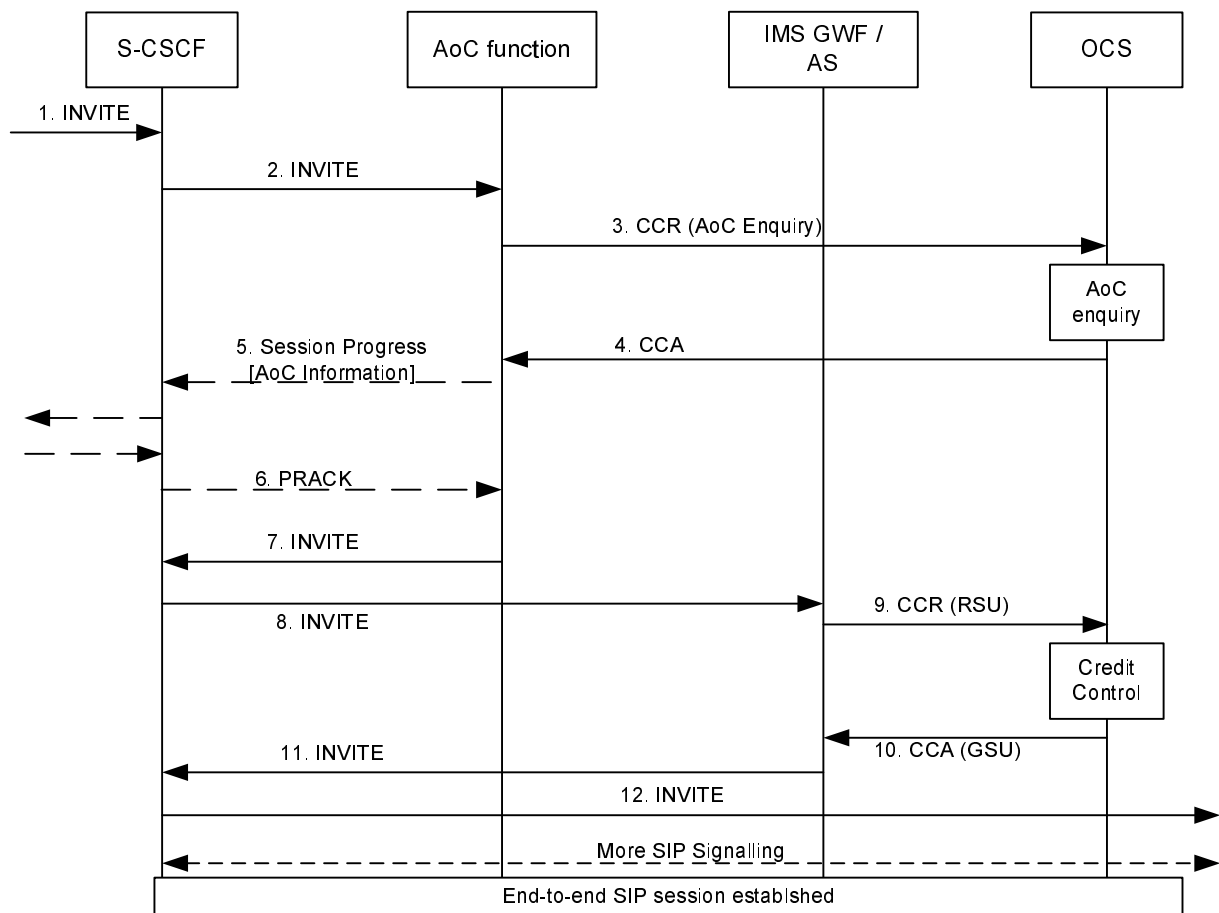 S-CSCF
AoC function
IMS GWF /
AS
OCS
1. INVITE
2. INVITE
3. CCR (AoC Enquiry)
AoC
enquiry
4. CCA
5. Session Progress
[AoC Information]
6. PRACK
7. INVITE
8. INVITE
9. CCR (RSU)
Credit
Control
10. CCA (GSU)
11. INVITE
12. INVITE
More SIP Signalling
End-to-end SIP session establshed